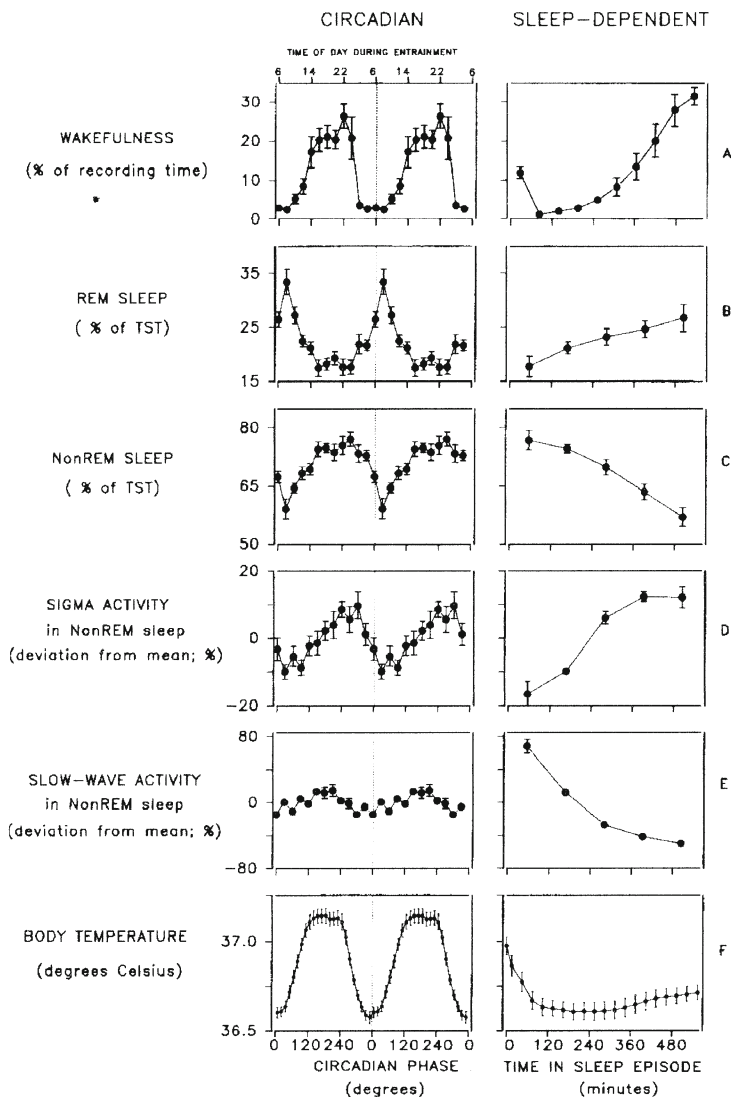 CIRCADIAN SLEEP-DEPENDENT
TIME OF DAY DURING ENTRAINMENT
6 14 22 6 14 22 6
WAKEFULNESS
(% of recording time)
*
30
20
10
0
A
REM SLEEP
( % of TST)
35
25
15
B
NonREM SLEEP
( % of TST)
80
65
50
C
SIGMA ACTIVITY
in NonREM sleep
(deviation from mean; %)
20
0
-20
D
SLOW-WAVE ACTIVITY
in NonREM sleep
(deviation from mean; %)
80
0
-80
E
BODY TEMPERATURE
(degrees Celsius)
37.0
36.5
F
0 120 240 0 120 240 0 0 120 240 360 480
CIRCADIAN PHASE TIME IN SLEEP EPISODE
(degrees) (minutes)